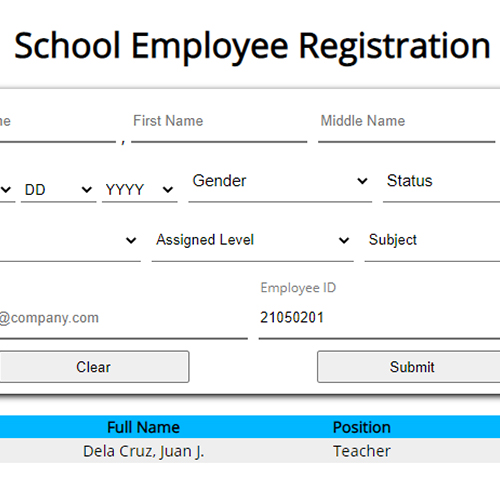 School Employee Registration
ne , First Name Middle Name
DD YYYY Gender Status
Assigned Level Subject
Employee ID
@company.com 21050201
Clear Submit
Full Name Position
Dela Cruz, Juan J. Teacher